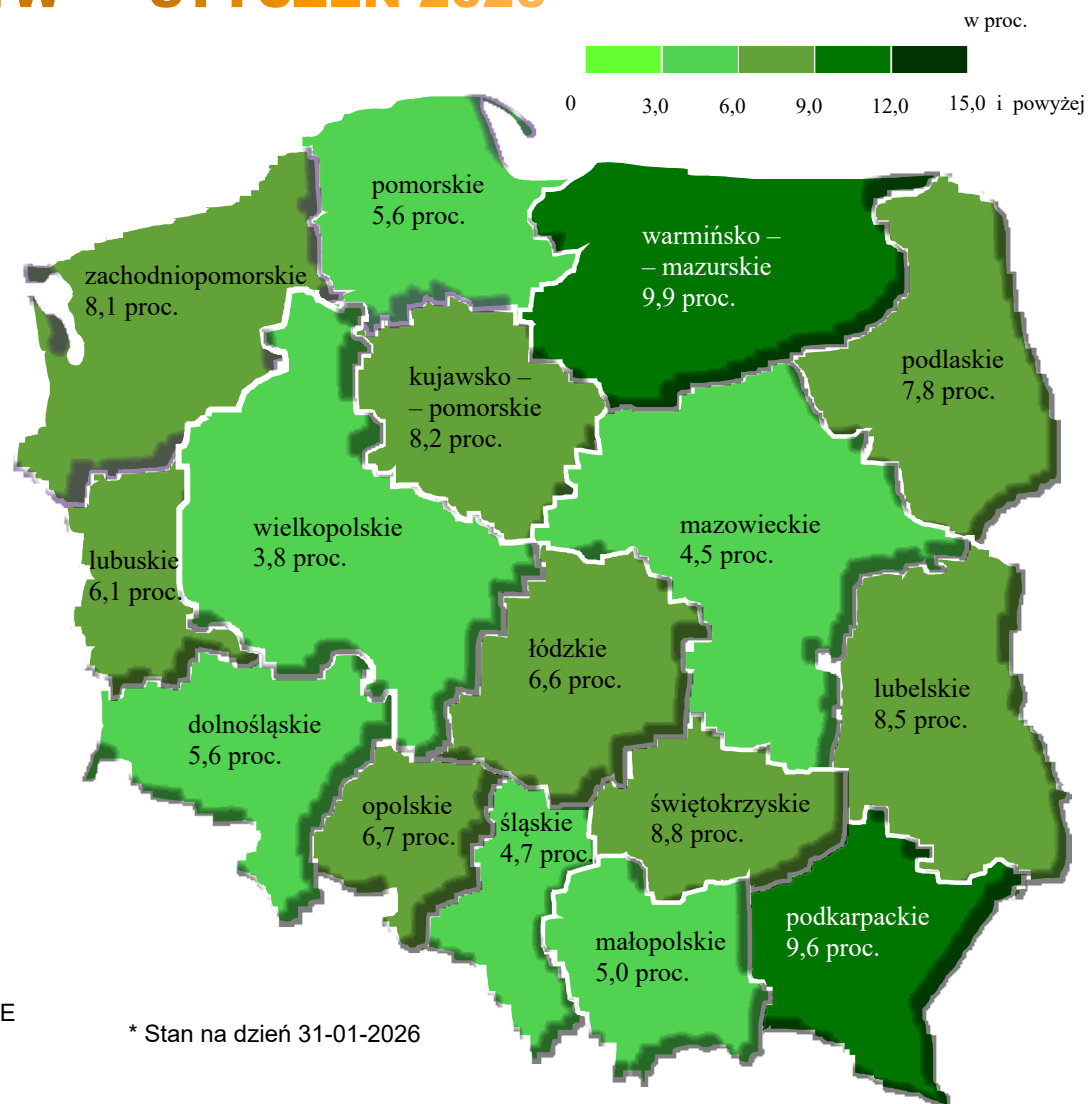 STYCZEŃ 2026
w proc.
0 3,0 6,0 9,0 12,0 15,0 i powyżej
pomorskie
5,6 proc.
warmińsko –
– mazurskie
9,9 proc.
zachodniopomorskie
8,1 proc.
podlaskie
7,8 proc.
kujawsko –
– pomorskie
8,2 proc.
wielkopolskie
3,8 proc.
mazowieckie
4,5 proc.
lubuskie
6,1 proc.
łódzkie
6,6 proc.
lubelskie
8,5 proc.
dolnośląskie
5,6 proc.
opolskie
6,7 proc.
śląskie
4,7 proc.
świętokrzyskie
8,8 proc.
podkarpackie
9,6 proc.
małopolskie
5,0 proc.
E
* Stan na dzień 31-01-2026